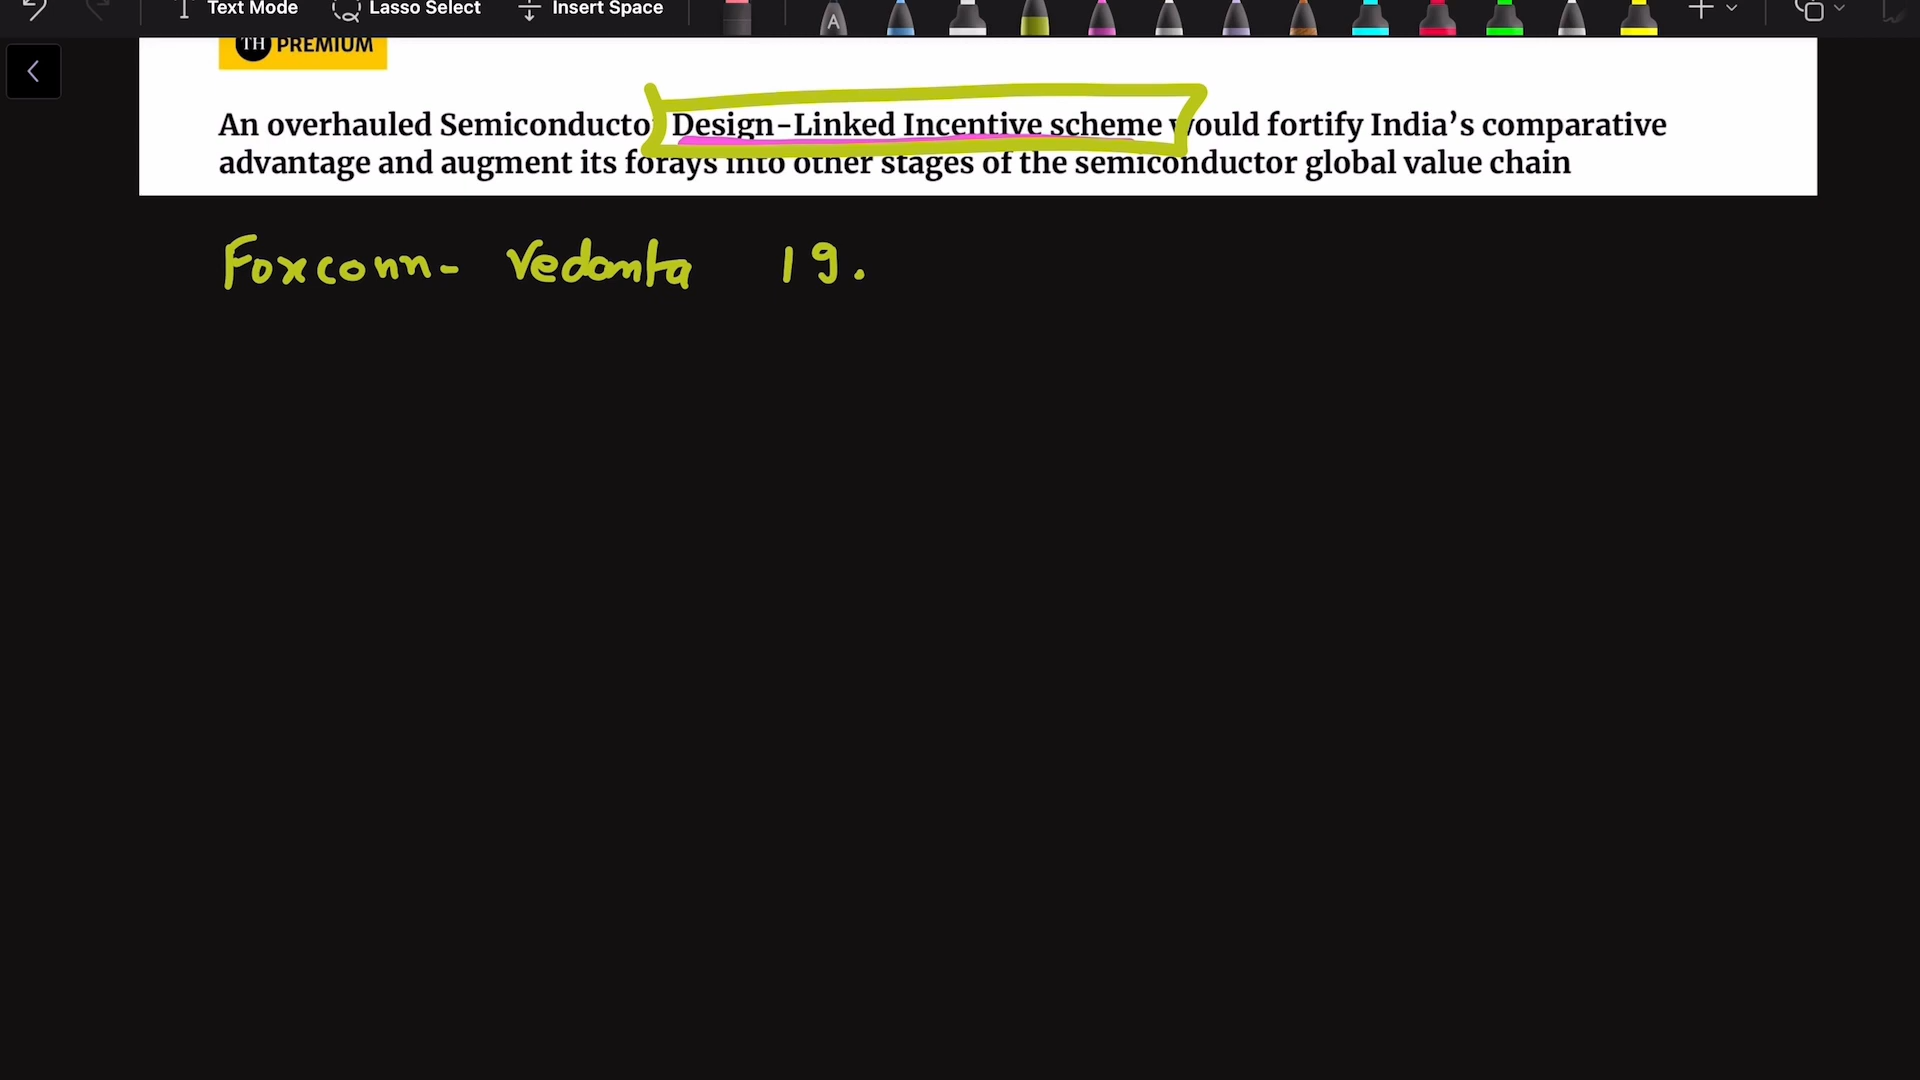 Text Mode Lasso Select Insert Space
A
TH PREMIUM
An overhauled Semiconductor Design-Linked Incentive scheme would fortify India's comparative
advantage and augment its forays into other stages of the semiconductor global value chain
Foxconn- Vedanta 19.